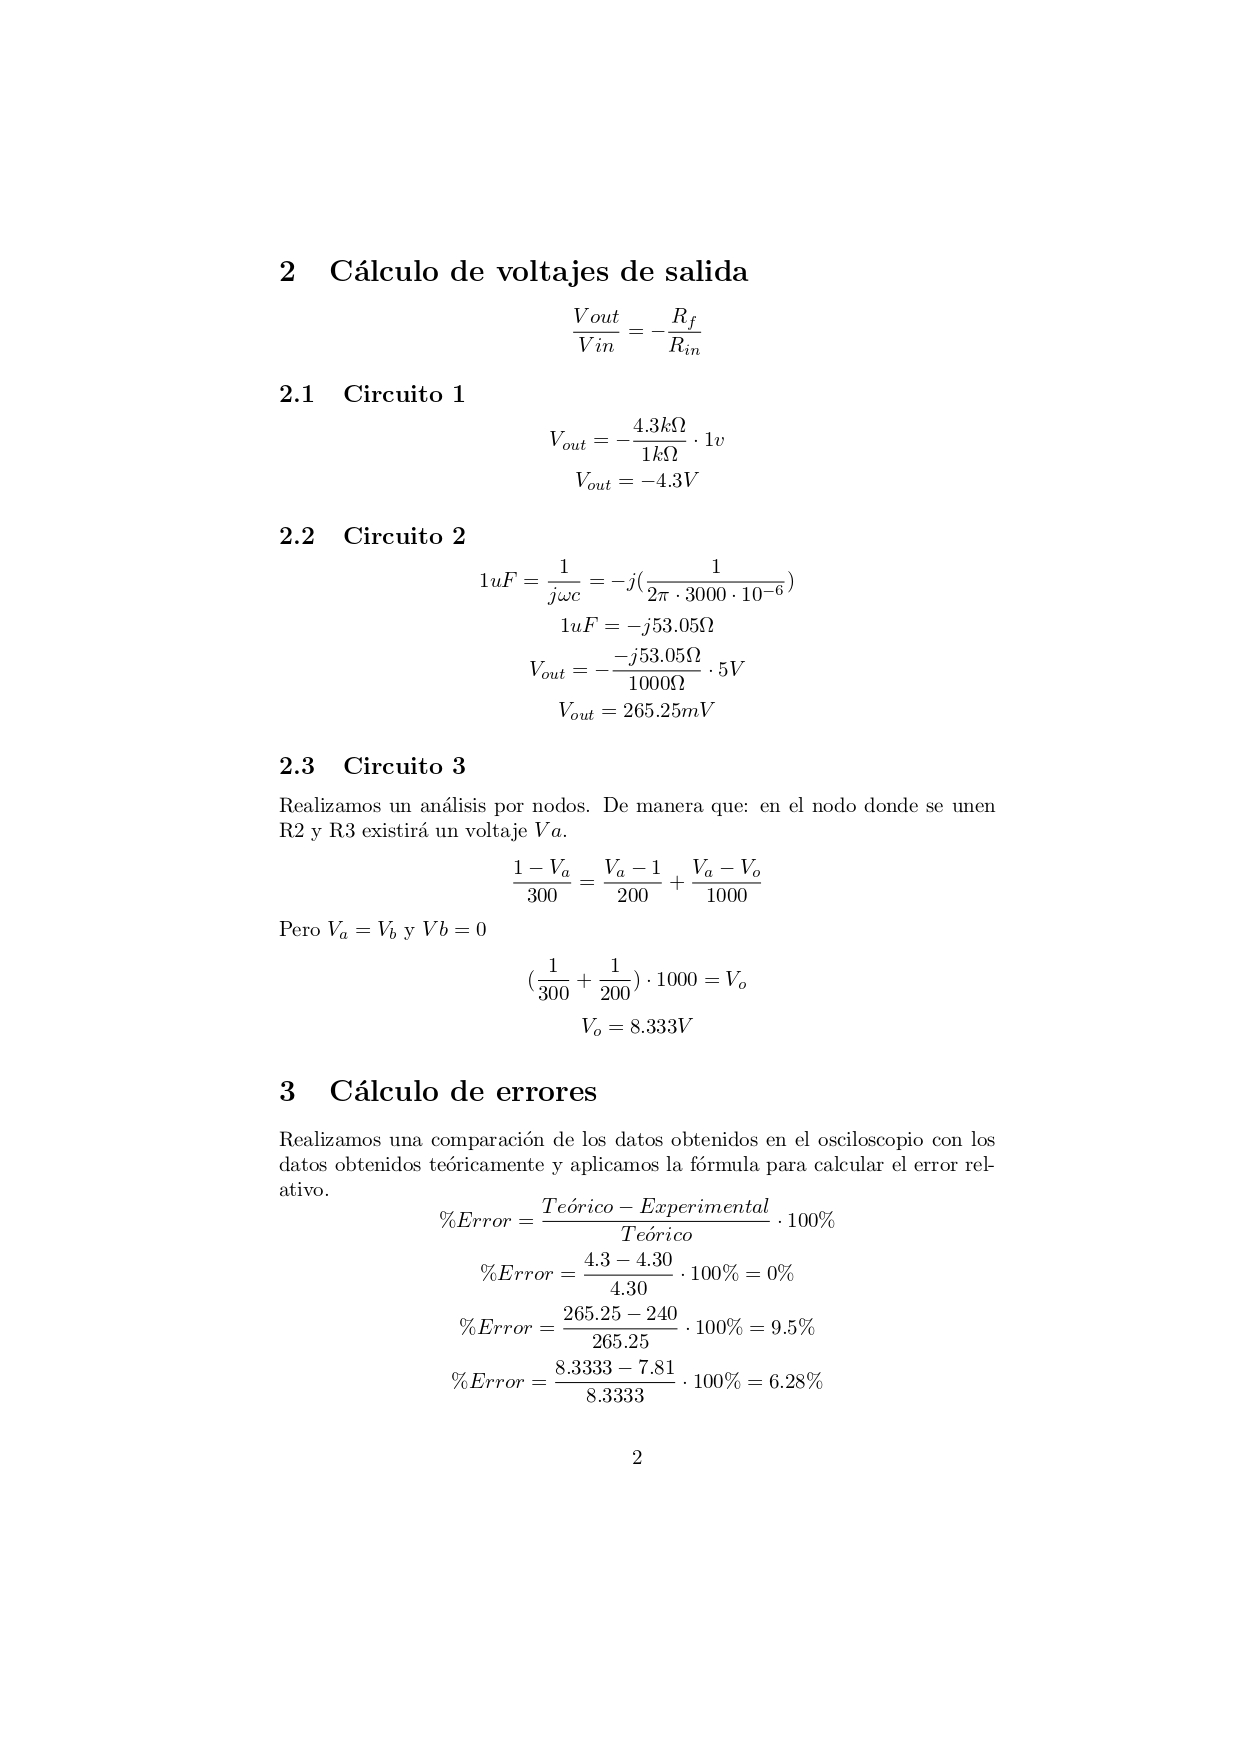 2 Cálculo de voltajes de salida
\frac{Vout}{Vin} = -\frac{R_f}{R_{in}}
2.1 Circuito 1
V_{out} = -\frac{4.3k\Omega}{1k\Omega} \cdot 1v
V_{out} = -4.3V
2.2 Circuito 2
1uF = \frac{1}{j\omega c} = -j(\frac{1}{2\pi \cdot 3000 \cdot 10^{-6}})
1uF = -j53.05\Omega
V_{out} = -\frac{-j53.05\Omega}{1000\Omega} \cdot 5V
V_{out} = 265.25mV
2.3 Circuito 3
Realizamos un análisis por nodos. De manera que: en el nodo donde se unen
R2 y R3 existirá un voltaje Va.
\frac{1 - V_a}{300} = \frac{V_a - 1}{200} + \frac{V_a - V_o}{1000}
Pero V_a = V_b y Vb = 0
(\frac{1}{300} + \frac{1}{200}) \cdot 1000 = V_o
V_o = 8.333V
3 Cálculo de errores
Realizamos una comparación de los datos obtenidos en el osciloscopio con los
datos obtenidos teóricamente y aplicamos la fórmula para calcular el error rel-
ativo.
%Error = \frac{Teórico - Experimental}{Teórico} \cdot 100%
%Error = \frac{4.3 - 4.30}{4.30} \cdot 100% = 0%
%Error = \frac{265.25 - 240}{265.25} \cdot 100% = 9.5%
%Error = \frac{8.3333 - 7.81}{8.3333} \cdot 100% = 6.28%
2